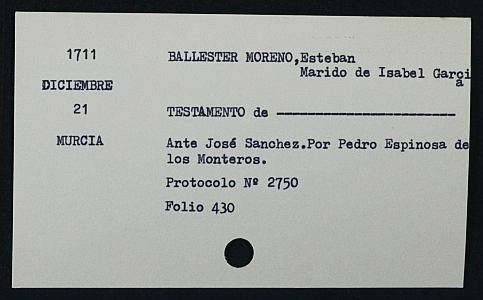 1711
BALLESTER MORENO,Esteban
Marido de Isabel Garci
a
DICIEMBRE
21
TESTAMENTO de ----------------------
MURCIA
Ante José Sanchez.Por Pedro Espinosa de
los Monteros.
Protocolo Nº 2750
Folio 430